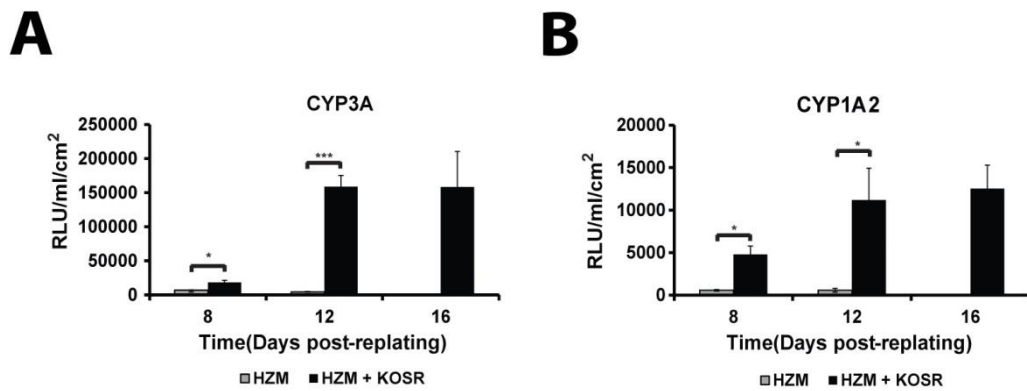 A
CYP3A
RLU/ml/cm²
250000
200000
150000
100000
50000
0
*
***
8
12
16
Time(Days post-replating)
HZM
HZM + KOSR
B
CYP1A2
RLU/ml/cm²
20000
15000
10000
5000
0
*
*
8
12
16
Time(Days post-replating)
HZM
HZM + KOSR